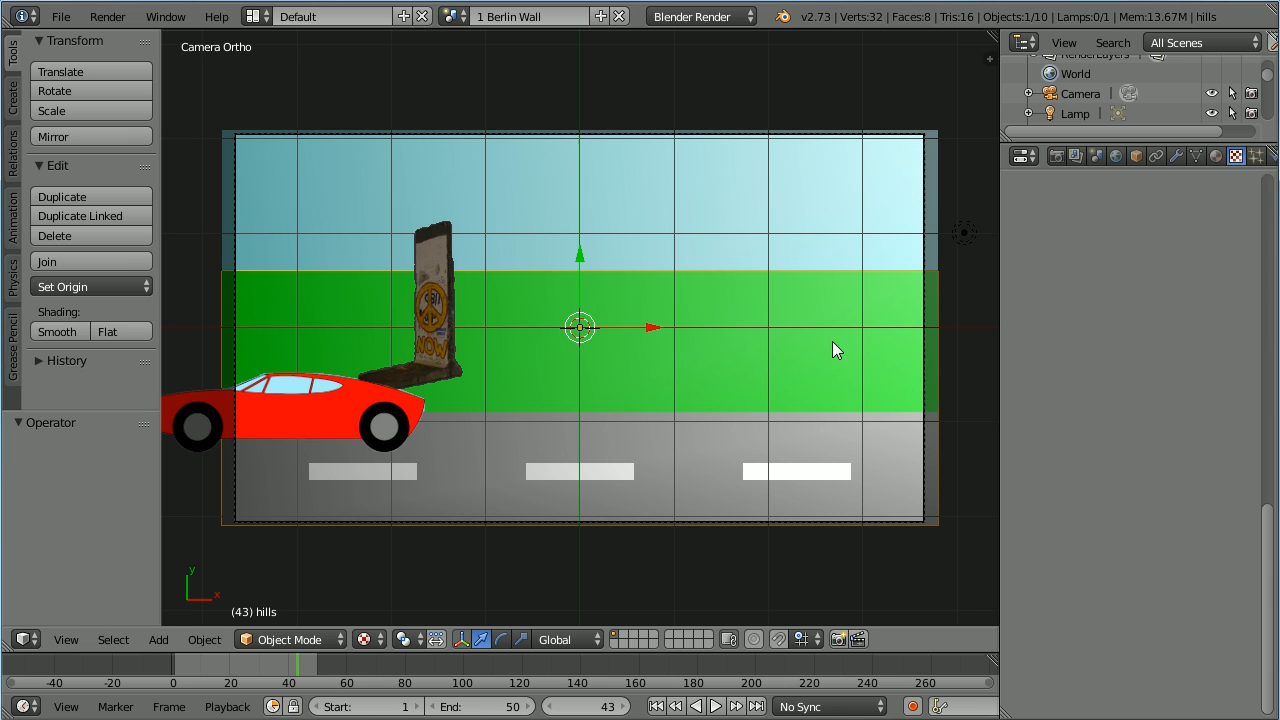 File Render Window Help Default 1 Berlin Wall Blender Render v2.73 | Verts:32 | Faces:8 | Tris:16 | Objects:1/10 | Lamps:0/1 | Mem:13.67M | hills
Tools
Create
Relations
Animation
Physics
Grease Pencil
Transform
Translate
Rotate
Scale
Mirror
Edit
Duplicate
Duplicate Linked
Delete
Join
Set Origin
Shading:
Smooth Flat
History
Operator
Camera Ortho
NOW
y
x
(43) hills
View Search All Scenes
RenderLayers
World
Camera
Lamp
View Select Add Object Object Mode Global
-40 -20 0 20 40 60 80 100 120 140 160 180 200 220 240 260
View Marker Frame Playback Start: 1 End: 50 43 No Sync